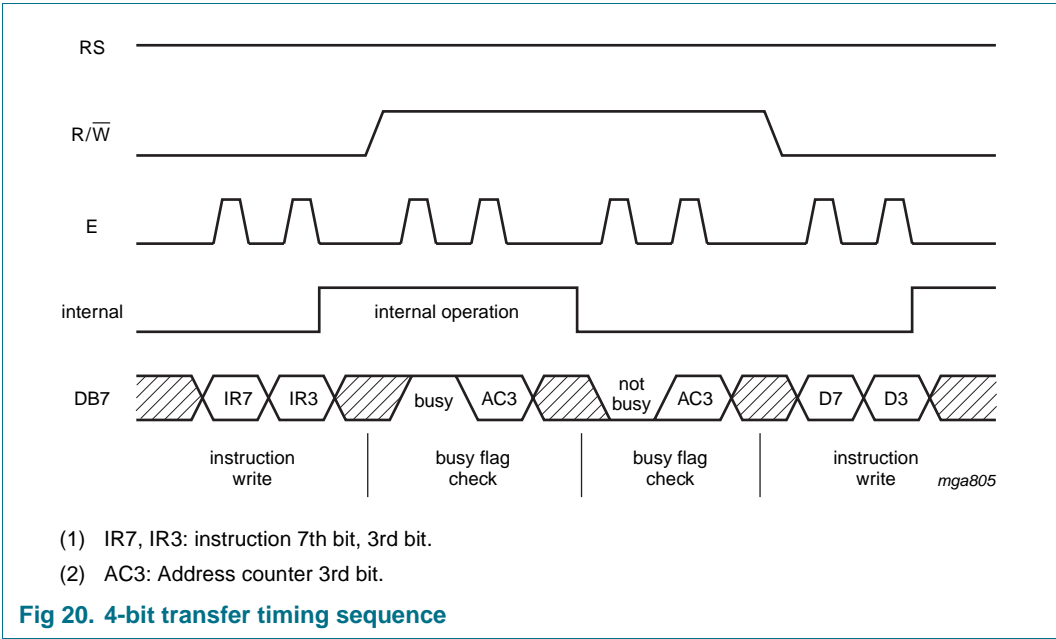 RS
R/W
E
internal
internal operation
DB7
IR7
IR3
busy
AC3
not
busy
AC3
D7
D3
instruction
write
busy flag
check
busy flag
check
instruction
write
mga805
(1) IR7, IR3: instruction 7th bit, 3rd bit.
(2) AC3: Address counter 3rd bit.
Fig 20. 4-bit transfer timing sequence